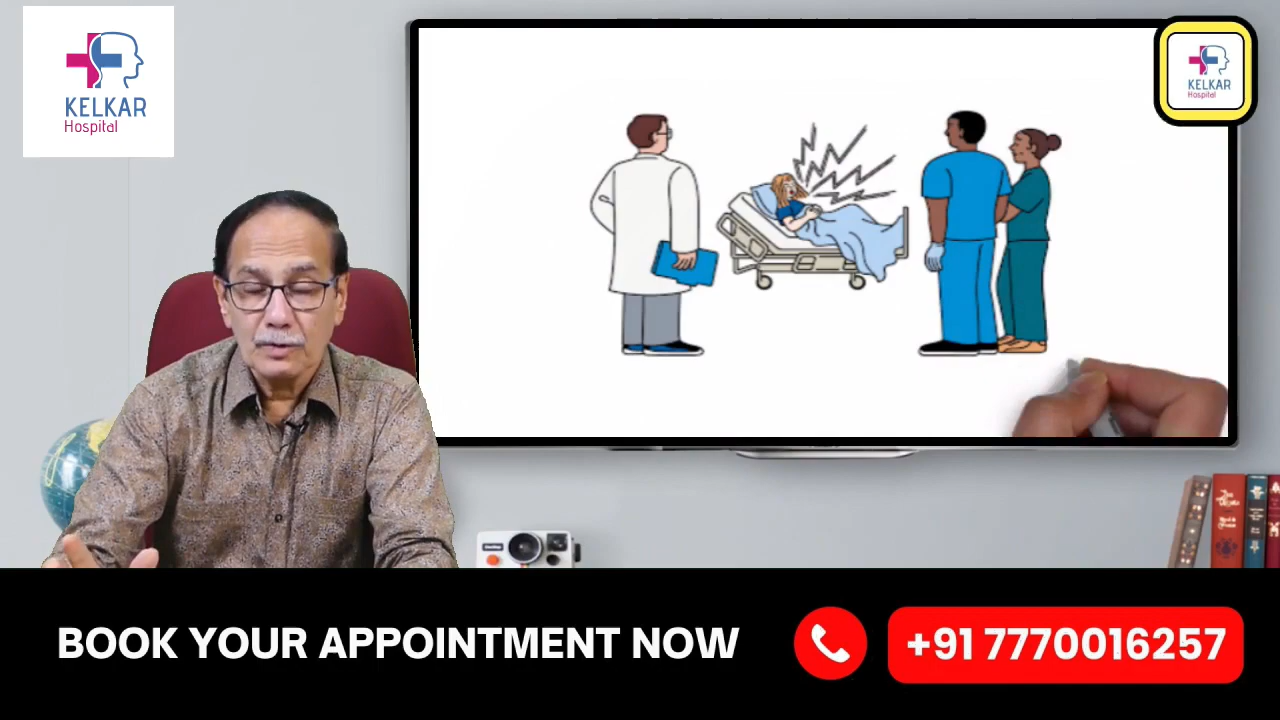 KELKAR
Hospital
KELKAR
Hospital
BOOK YOUR APPOINTMENT NOW
+91 7770016257